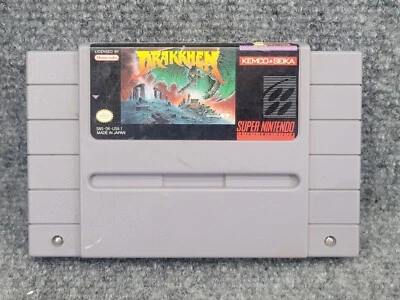 LICENSED BY
Nintendo
DRAKKHEN
KEMCO★SEIKA
SNS-DK-USA-1
MADE IN JAPAN
SUPER NINTENDO